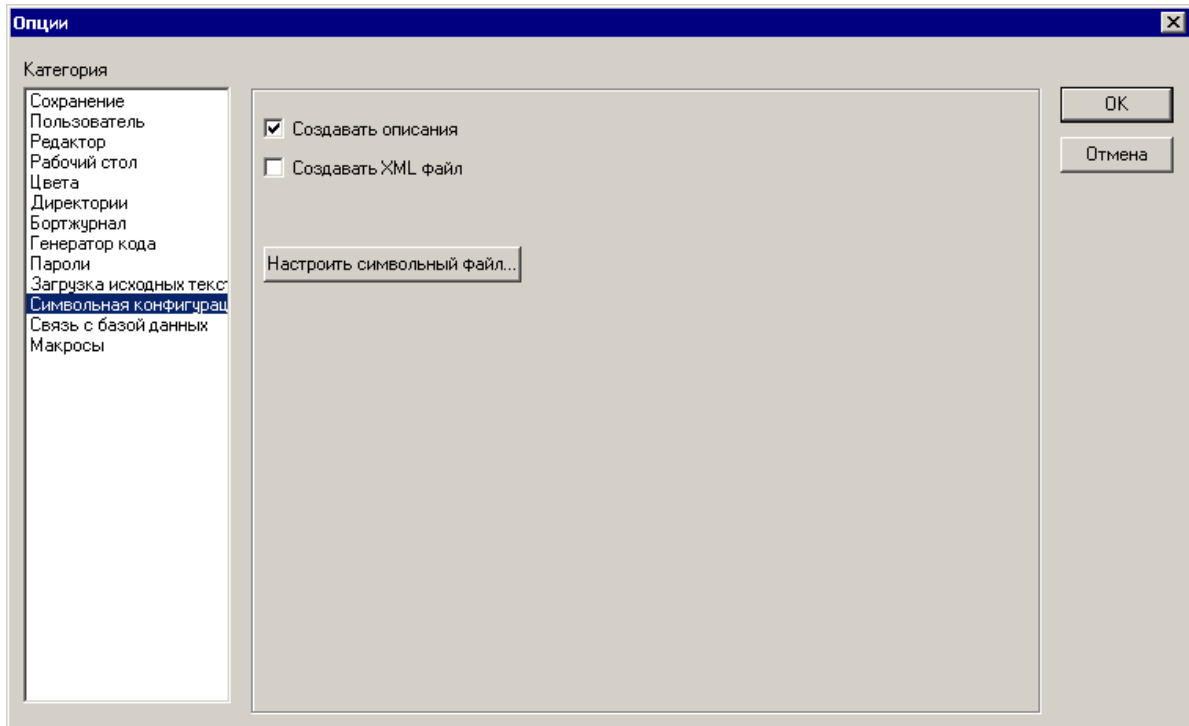 Опции
Категория
Сохранение
Пользователь
Редактор
Рабочий стол
Цвета
Директории
Бортжурнал
Генератор кода
Пароли
Загрузка исходных текст
Символьная конфигурац
Связь с базой данных
Макросы
Создавать описания
Создавать XML файл
Настроить символьный файл...
OK
Отмена